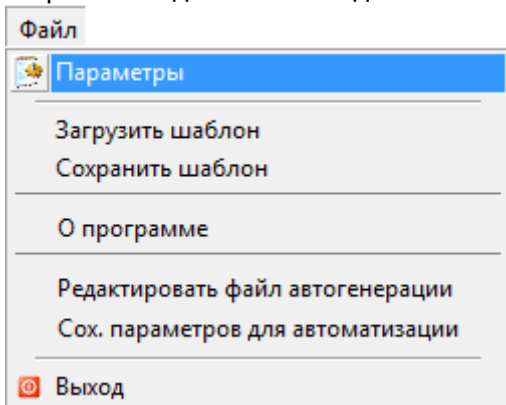 Файл
Параметры
Загрузить шаблон
Сохранить шаблон
О программе
Редактировать файл автогенерации
Сох. параметров для автоматизации
Выход